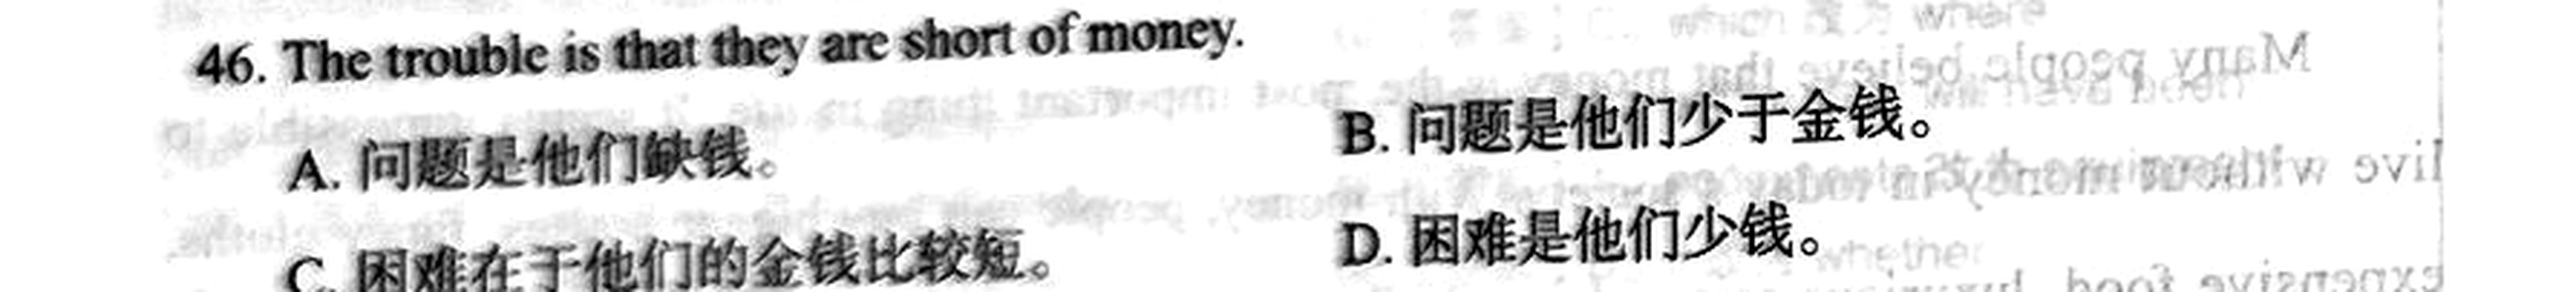 46. The trouble is that they are short of money.
A. 问题是他们缺钱。 B. 问题是他们少于金钱。
C. 困难在于他们的金钱比较短。 D. 困难是他们少钱。